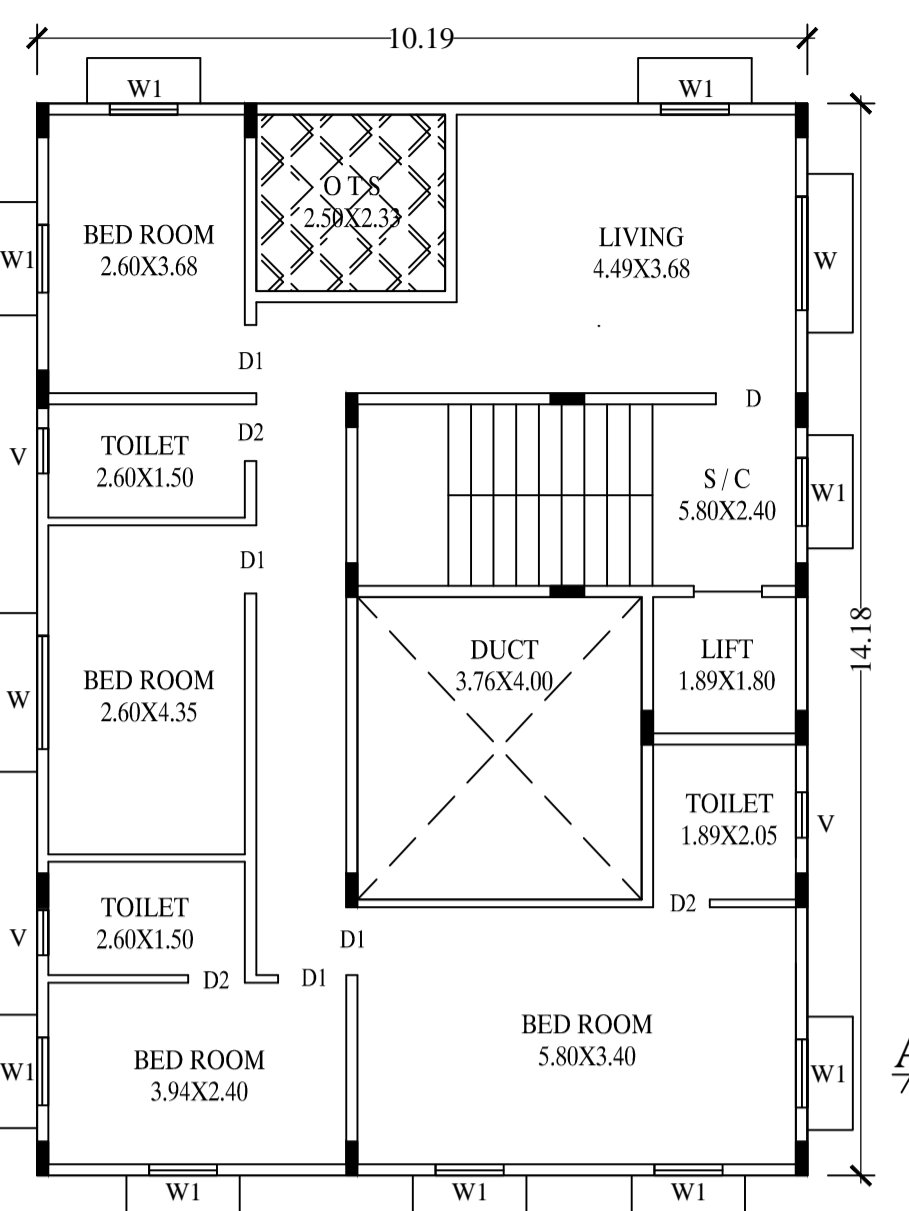 10.19
W1
W1
O T S
2.50X2.33
BED ROOM
2.60X3.68
LIVING
4.49X3.68
W1
W
D1
D
D2
TOILET
2.60X1.50
V
S / C
5.80X2.40
W1
D1
14.18
DUCT
3.76X4.00
LIFT
1.89X1.80
BED ROOM
2.60X4.35
W
TOILET
1.89X2.05
V
D2
TOILET
2.60X1.50
V
D1
D2
D1
BED ROOM
5.80X3.40
BED ROOM
3.94X2.40
W1
W1
W1
W1
W1